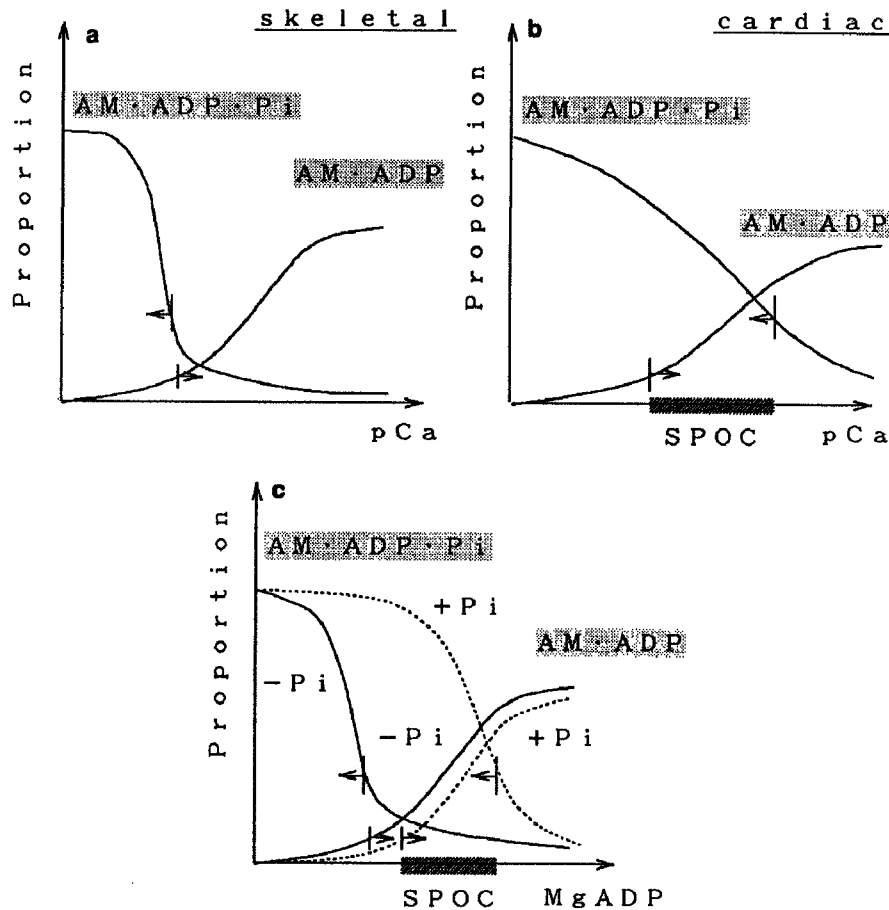 a skeletal
AM·ADP·Pi
AM·ADP
Proportion
pCa
b cardiac
AM·ADP·Pi
AM·ADP
Proportion
SPOC pCa
c
AM·ADP·Pi
+Pi
AM·ADP
−Pi
−Pi +Pi
Proportion
SPOC MgADP